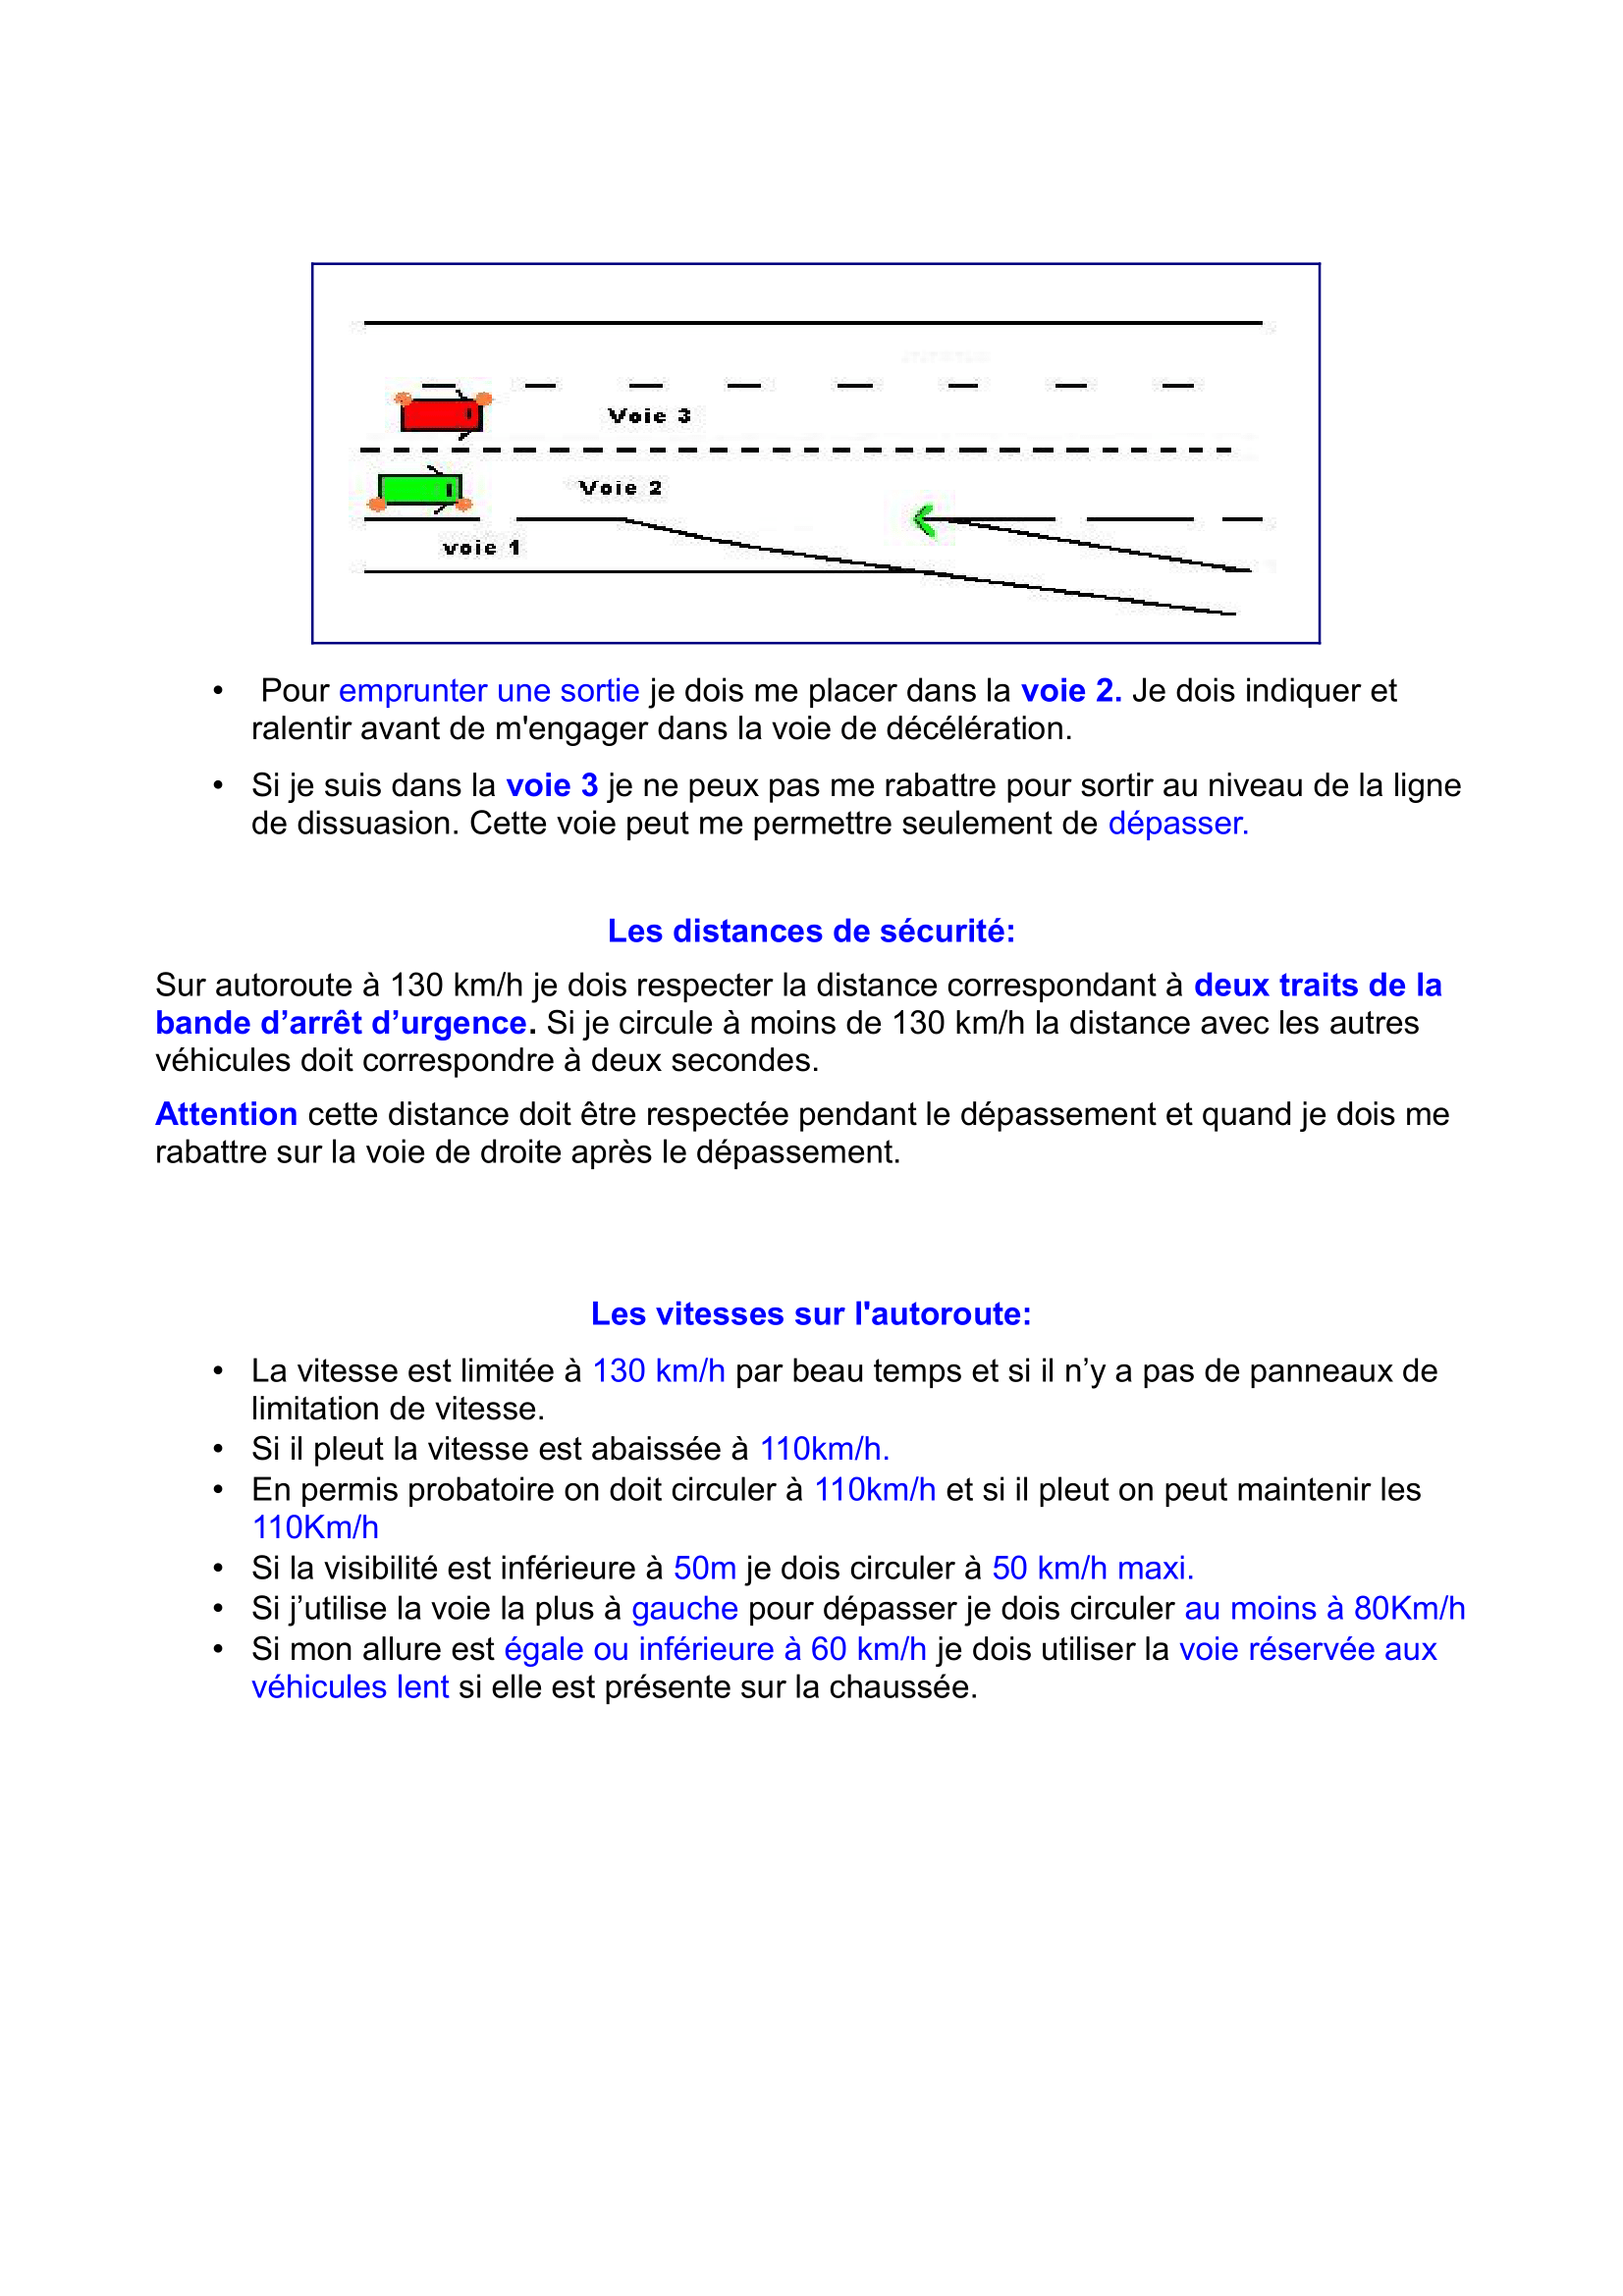 Voie 3
Voie 2
voie 1
• Pour emprunter une sortie je dois me placer dans la voie 2. Je dois indiquer et
ralentir avant de m'engager dans la voie de décélération.
• Si je suis dans la voie 3 je ne peux pas me rabattre pour sortir au niveau de la ligne
de dissuasion. Cette voie peut me permettre seulement de dépasser.
Les distances de sécurité:
Sur autoroute à 130 km/h je dois respecter la distance correspondant à deux traits de la
bande d’arrêt d’urgence. Si je circule à moins de 130 km/h la distance avec les autres
véhicules doit correspondre à deux secondes.
Attention cette distance doit être respectée pendant le dépassement et quand je dois me
rabattre sur la voie de droite après le dépassement.
Les vitesses sur l'autoroute:
• La vitesse est limitée à 130 km/h par beau temps et si il n’y a pas de panneaux de
limitation de vitesse.
• Si il pleut la vitesse est abaissée à 110km/h.
• En permis probatoire on doit circuler à 110km/h et si il pleut on peut maintenir les
110Km/h
• Si la visibilité est inférieure à 50m je dois circuler à 50 km/h maxi.
• Si j’utilise la voie la plus à gauche pour dépasser je dois circuler au moins à 80Km/h
• Si mon allure est égale ou inférieure à 60 km/h je dois utiliser la voie réservée aux
véhicules lent si elle est présente sur la chaussée.